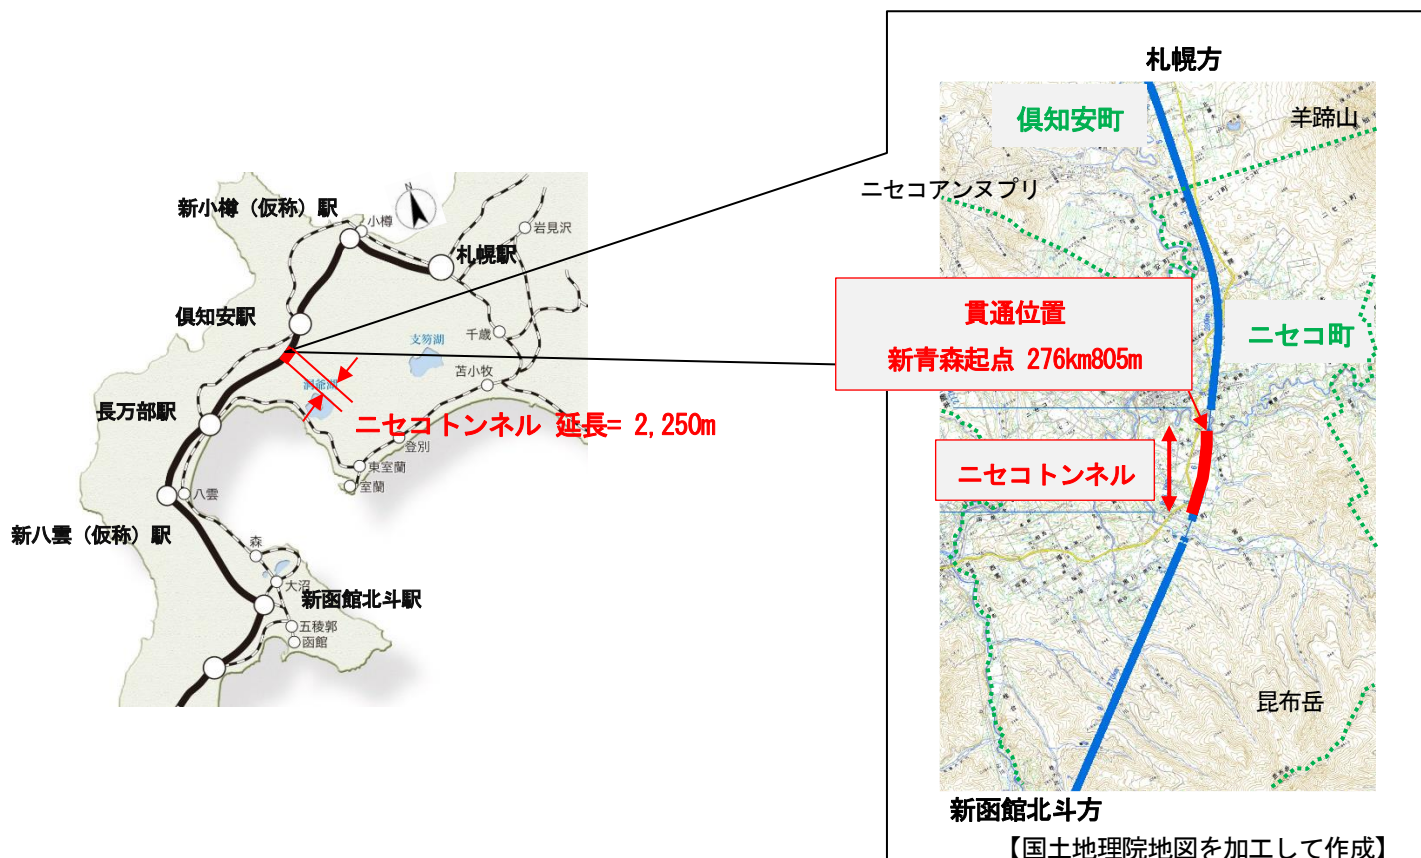 札幌方
倶知安町
羊蹄山
ニセコアンヌプリ
貫通位置
新青森起点 276km805m
ニセコ町
ニセコトンネル
昆布岳
新函館北斗方
【国土地理院地図を加工して作成】
N
新小樽（仮称）駅
小樽
岩見沢
札幌駅
倶知安駅
千歳
支笏湖
洞爺湖
苫小牧
長万部駅
ニセコトンネル 延長= 2,250m
登別
東室蘭
室蘭
八雲
新八雲（仮称）駅
森
大沼
新函館北斗駅
五稜郭
函館